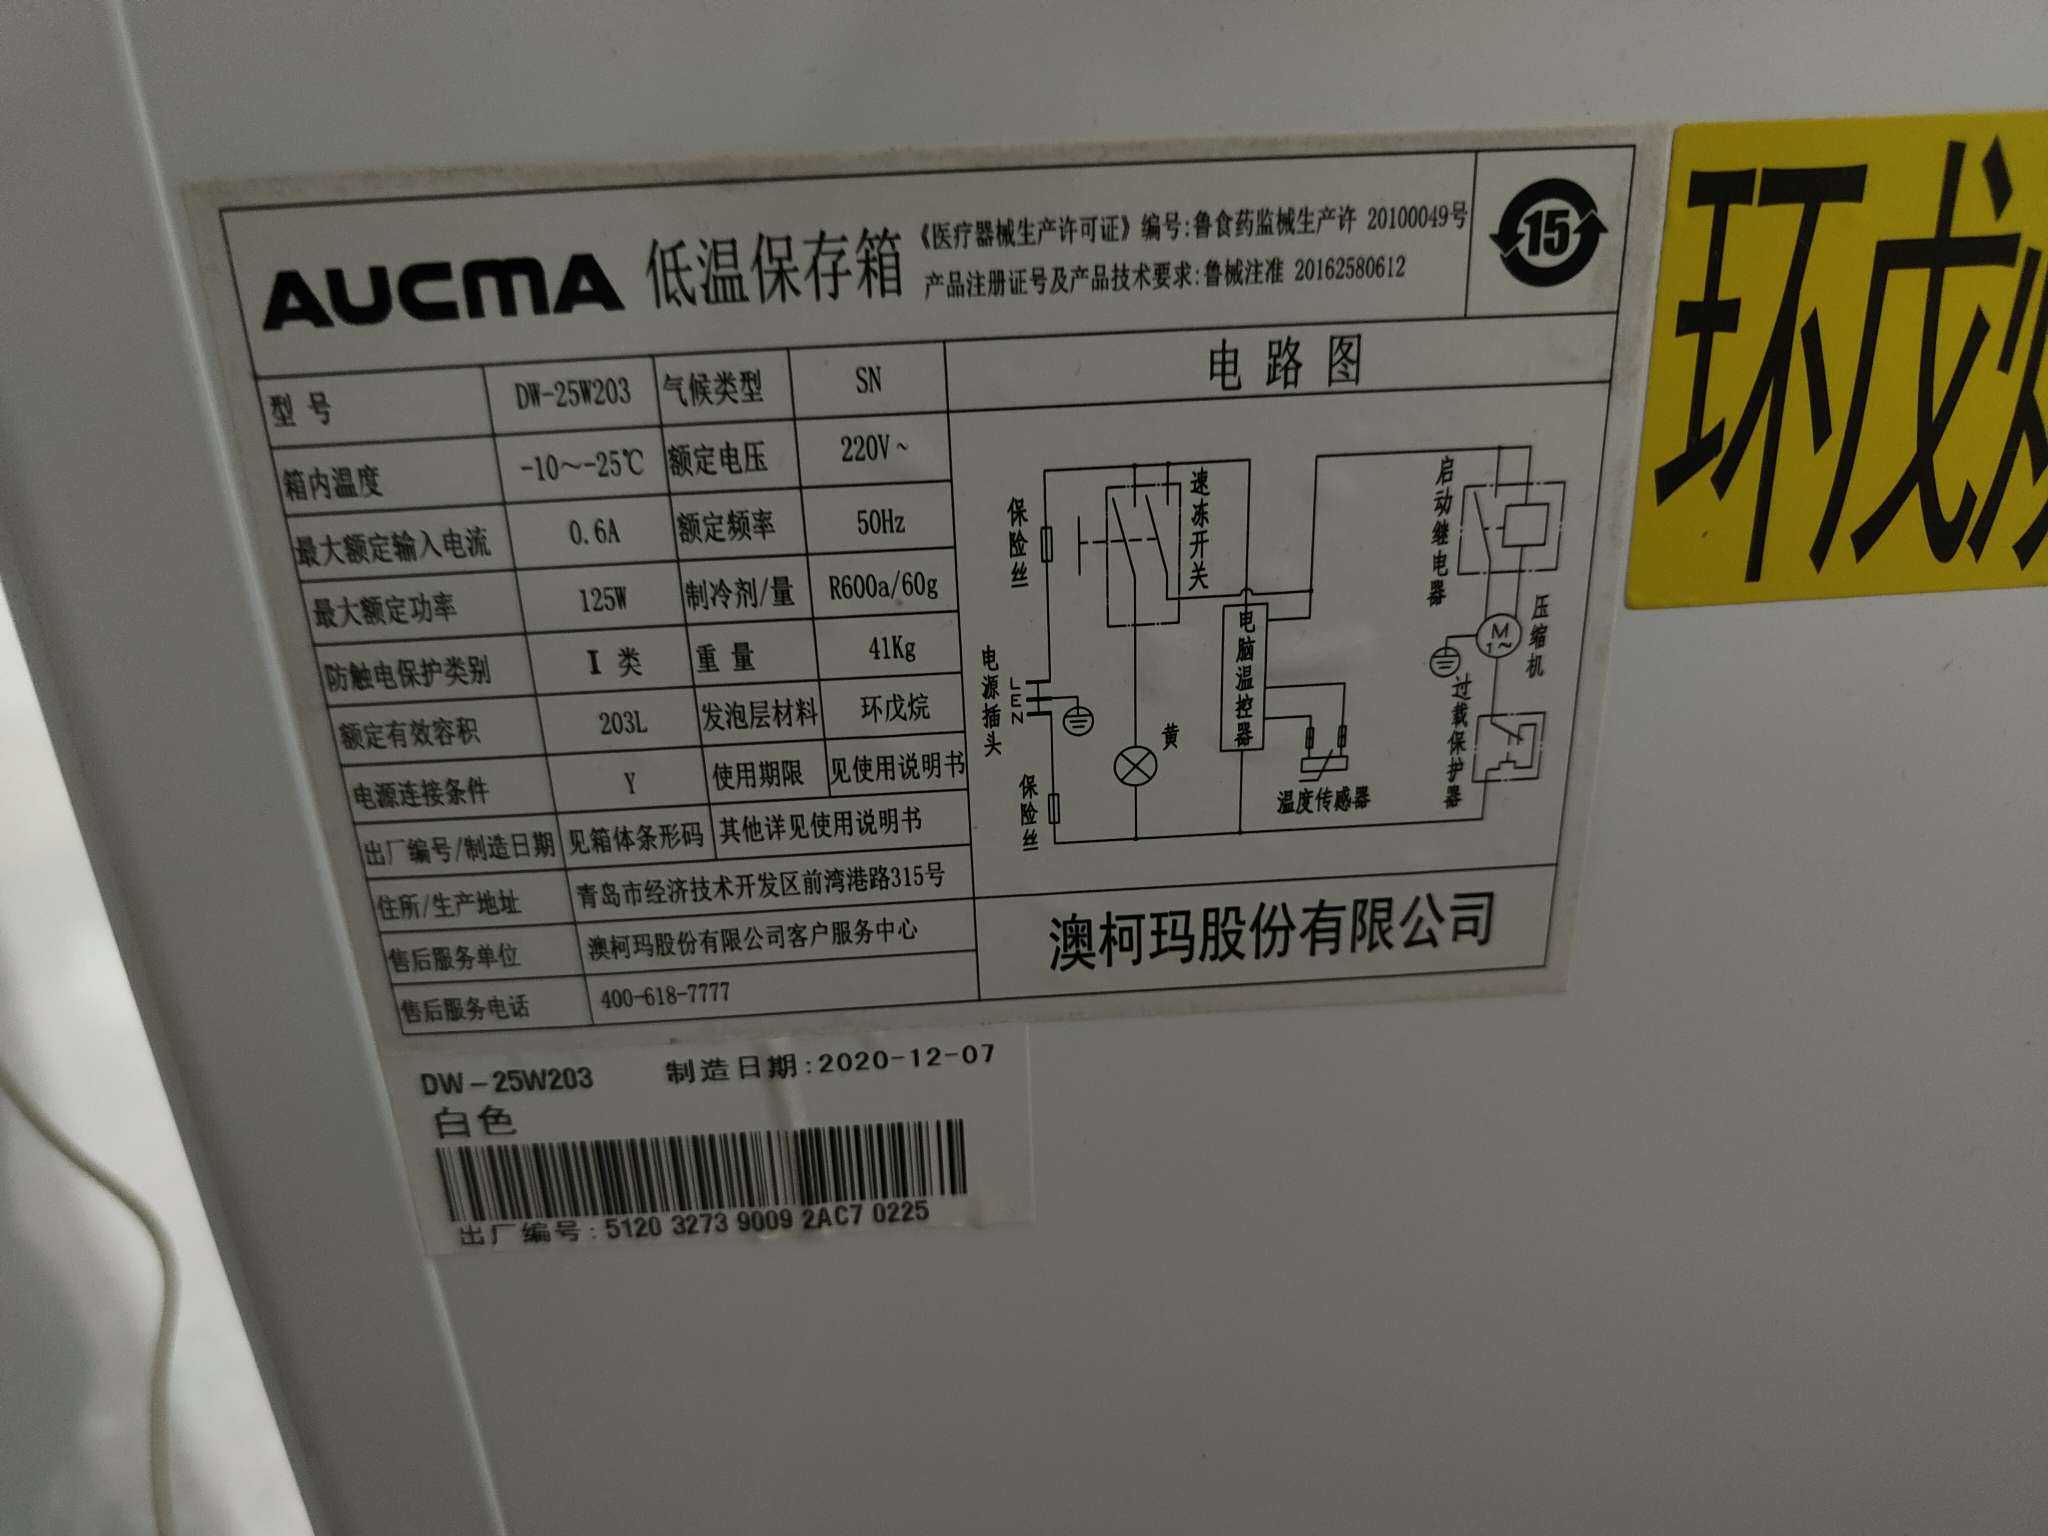 AUCMA 低温保存箱
《医疗器械生产许可证》编号:鲁食药监械生产许 20100049号
产品注册证号及产品技术要求:鲁械注准 20162580612
15
型 号 DW-25W203 气候类型 SN
箱内温度 -10～-25℃ 额定电压 220V~
最大额定输入电流 0.6A 额定频率 50Hz
最大额定功率 125W 制冷剂/量 R600a/60g
防触电保护类别 I 类 重 量 41Kg
额定有效容积 203L 发泡层材料 环戊烷
电源连接条件 Y 使用期限 见使用说明书
出厂编号/制造日期 见箱体条形码 其他详见使用说明书
住所/生产地址 青岛市经济技术开发区前湾港路315号
售后服务单位 澳柯玛股份有限公司客户服务中心
售后服务电话 400-618-7777
电路图
保险丝
速冻开关
启动继电器
电源插头
L
E
N
电脑温控器
M
1~
压缩机
过载保护器
黄
保险丝
温度传感器
澳柯玛股份有限公司
环戊
DW-25W203 制造日期:2020-12-07
白色
出厂编号:5120 3273 9009 2AC7 0225